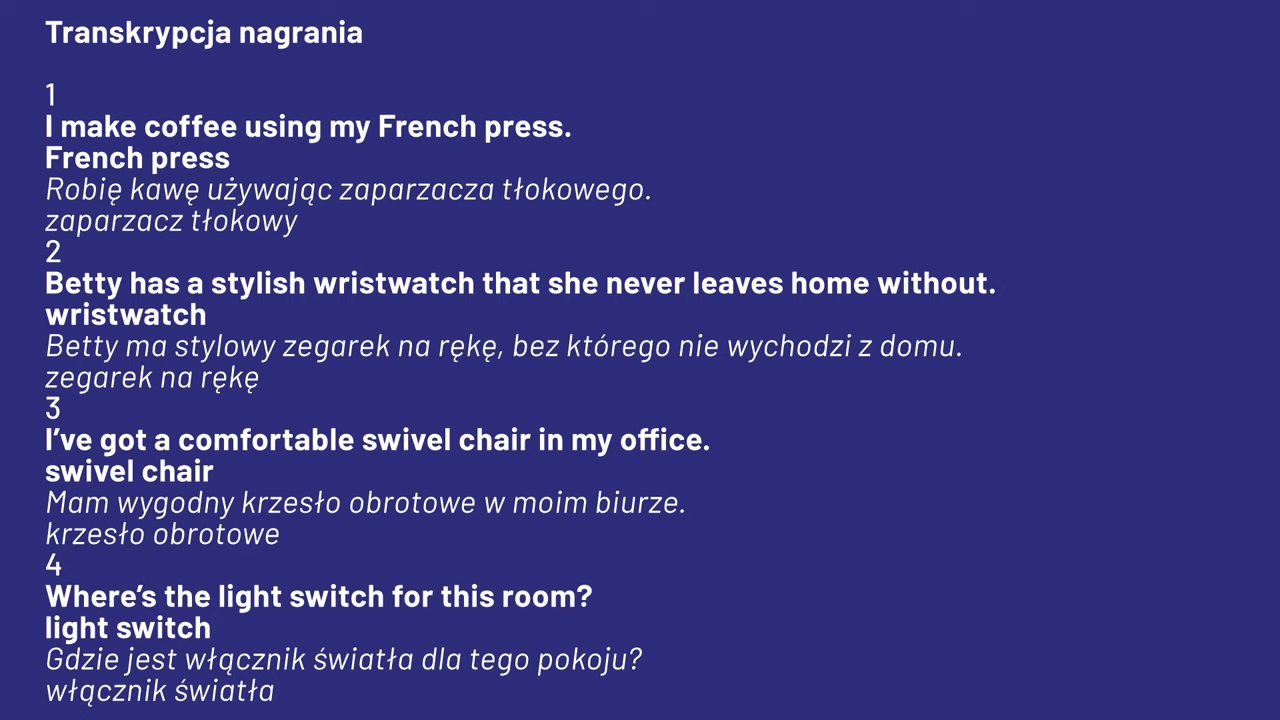 Transkrypcja nagrania
1
I make coffee using my French press.
French press
Robię kawę używając zaparzacza tłokowego.
zaparzacz tłokowy
2
Betty has a stylish wristwatch that she never leaves home without.
wristwatch
Betty ma stylowy zegarek na rękę, bez którego nie wychodzi z domu.
zegarek na rękę
3
I’ve got a comfortable swivel chair in my office.
swivel chair
Mam wygodny krzesło obrotowe w moim biurze.
krzesło obrotowe
4
Where’s the light switch for this room?
light switch
Gdzie jest włącznik światła dla tego pokoju?
włącznik światła